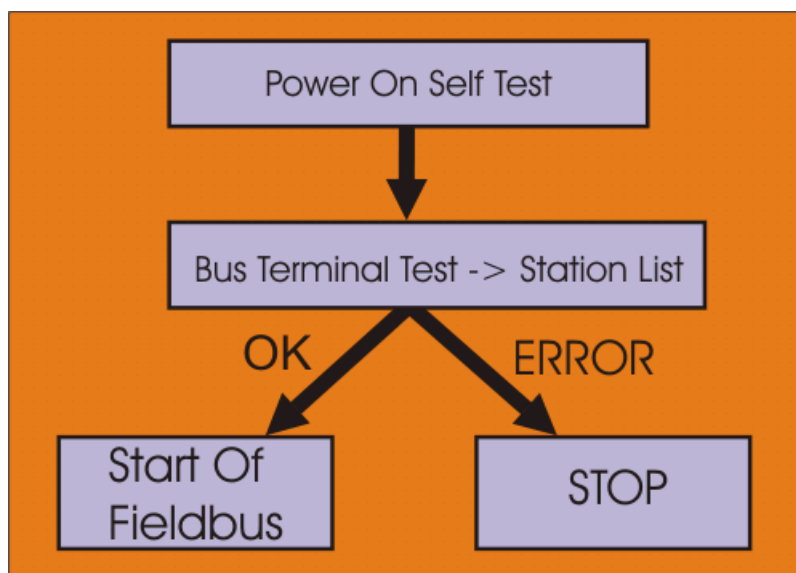 Power On Self Test
Bus Terminal Test -> Station List
OK
ERROR
Start Of
Fieldbus
STOP